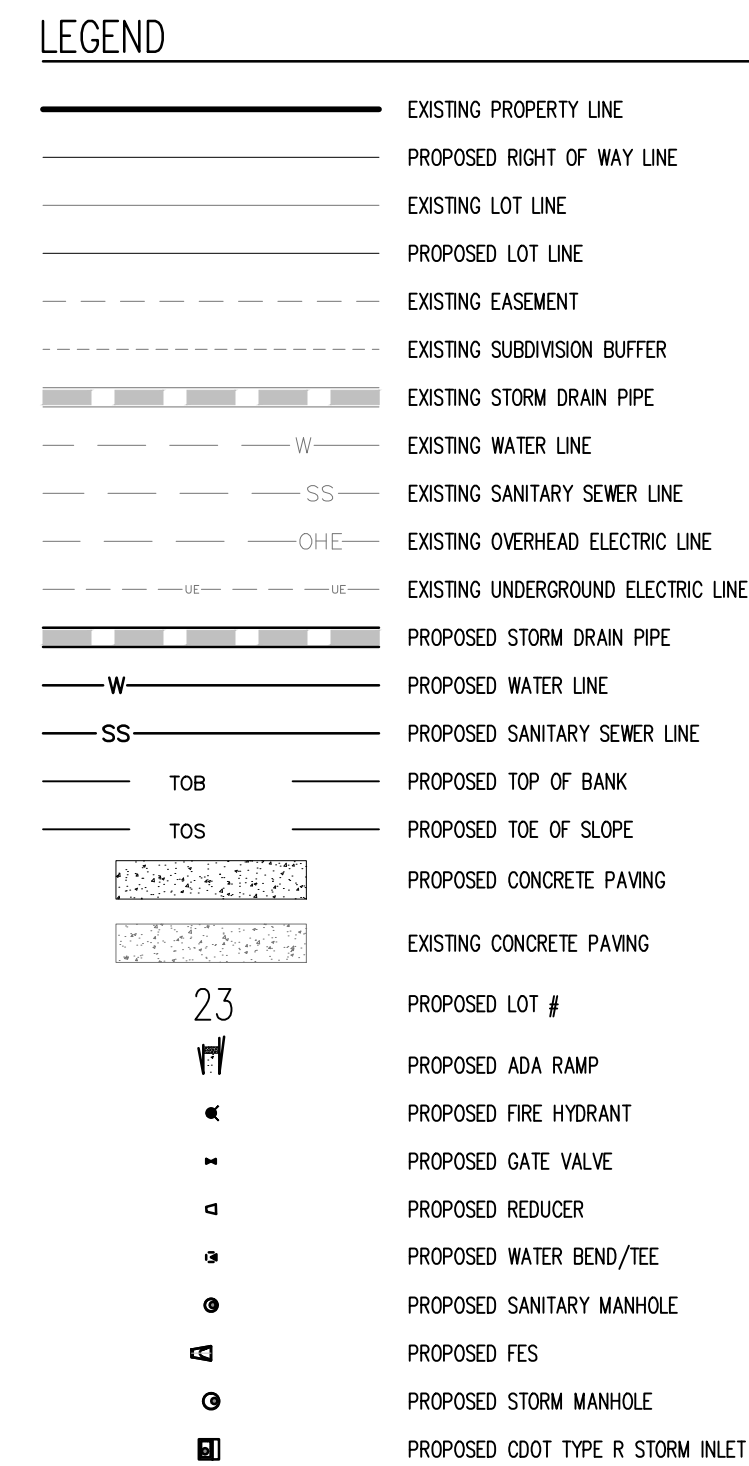 LEGEND
EXISTING PROPERTY LINE
PROPOSED RIGHT OF WAY LINE
EXISTING LOT LINE
PROPOSED LOT LINE
EXISTING EASEMENT
EXISTING SUBDIVISION BUFFER
EXISTING STORM DRAIN PIPE
W EXISTING WATER LINE
SS EXISTING SANITARY SEWER LINE
OHE EXISTING OVERHEAD ELECTRIC LINE
UE UE EXISTING UNDERGROUND ELECTRIC LINE
PROPOSED STORM DRAIN PIPE
W PROPOSED WATER LINE
SS PROPOSED SANITARY SEWER LINE
TOB PROPOSED TOP OF BANK
TOS PROPOSED TOE OF SLOPE
PROPOSED CONCRETE PAVING
EXISTING CONCRETE PAVING
23 PROPOSED LOT #
PROPOSED ADA RAMP
PROPOSED FIRE HYDRANT
PROPOSED GATE VALVE
PROPOSED REDUCER
PROPOSED WATER BEND/TEE
PROPOSED SANITARY MANHOLE
PROPOSED FES
PROPOSED STORM MANHOLE
PROPOSED CDOT TYPE R STORM INLET